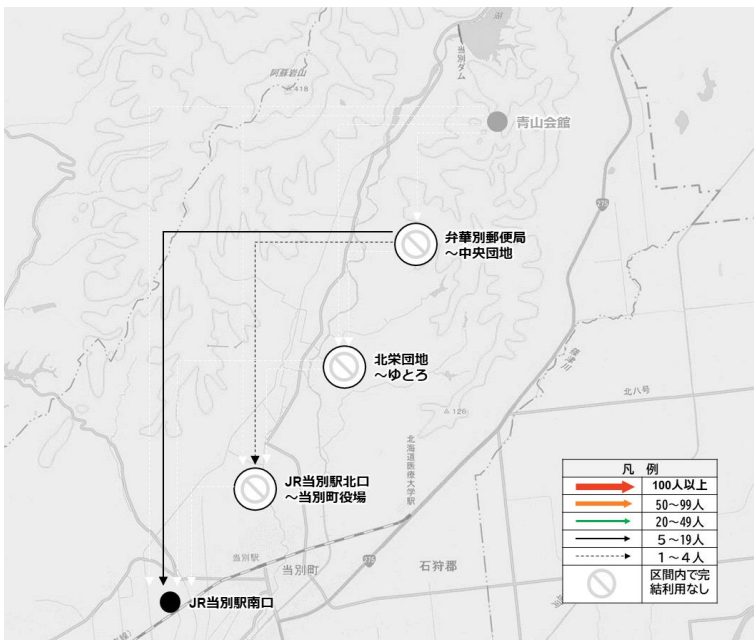 当別ダム
阿蘇岩山
△418
青山会館
275
弁華別郵便局
～中央団地
北栄団地
～ゆとろ
北八号
△126
北海道医療大学駅
JR当別駅北口
～当別町役場
当別駅
当別町
275
石狩郡
JR当別駅南口
凡 例
100人以上
50～99人
20～49人
5～19人
1～4人
区間内で完
結利用なし